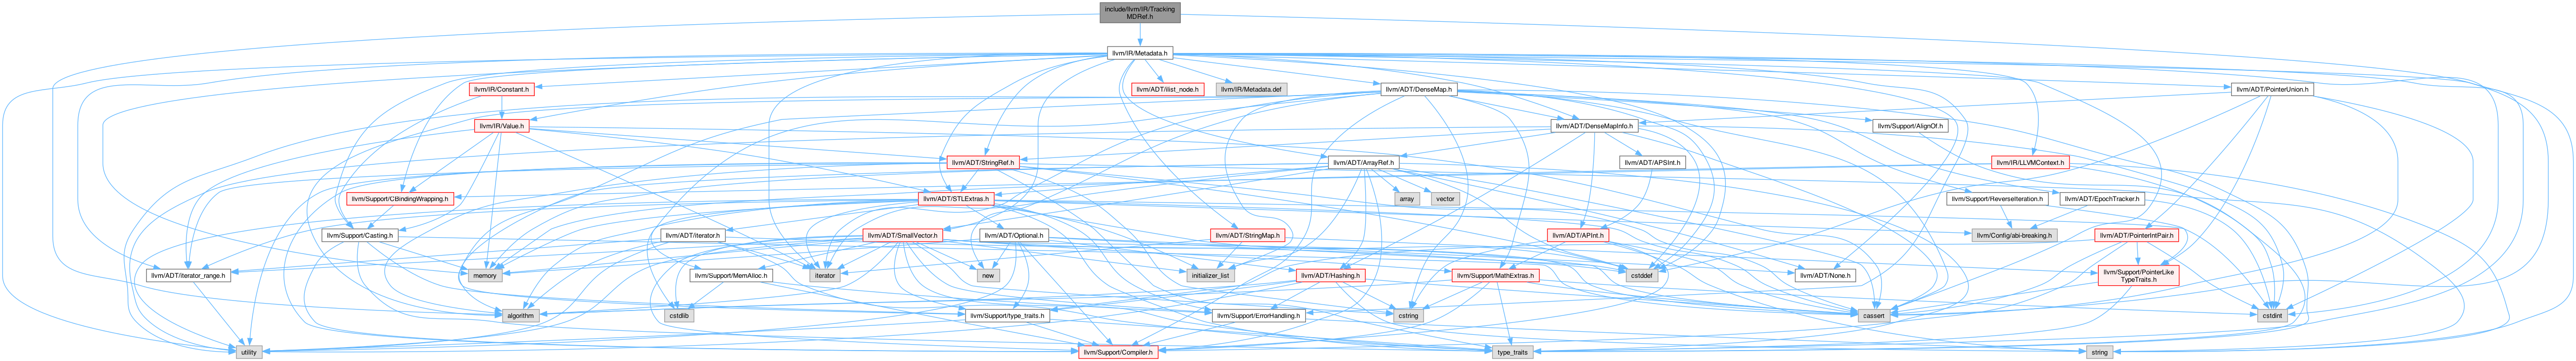 include/llvm/IR/Tracking
MDRef.h
llvm/IR/Metadata.h
llvm/IR/Constant.h
llvm/ADT/ilist_node.h
llvm/IR/Metadata.def
llvm/ADT/DenseMap.h
llvm/ADT/PointerUnion.h
llvm/IR/Value.h
llvm/ADT/DenseMapInfo.h
llvm/Support/AlignOf.h
llvm/ADT/StringRef.h
llvm/ADT/ArrayRef.h
llvm/ADT/APSInt.h
llvm/IR/LLVMContext.h
llvm/Support/CBindingWrapping.h
llvm/ADT/STLExtras.h
array
vector
llvm/Support/ReverseIteration.h
llvm/ADT/EpochTracker.h
llvm/Support/Casting.h
llvm/ADT/iterator.h
llvm/ADT/SmallVector.h
llvm/ADT/Optional.h
llvm/ADT/StringMap.h
llvm/ADT/APInt.h
llvm/Config/abi-breaking.h
llvm/ADT/PointerIntPair.h
llvm/ADT/iterator_range.h
memory
llvm/Support/MemAlloc.h
iterator
new
initializer_list
cstddef
llvm/ADT/Hashing.h
llvm/Support/MathExtras.h
llvm/ADT/None.h
llvm/Support/PointerLike
TypeTraits.h
algorithm
cstdlib
llvm/Support/type_traits.h
llvm/Support/ErrorHandling.h
cstring
cassert
cstdint
utility
llvm/Support/Compiler.h
type_traits
string